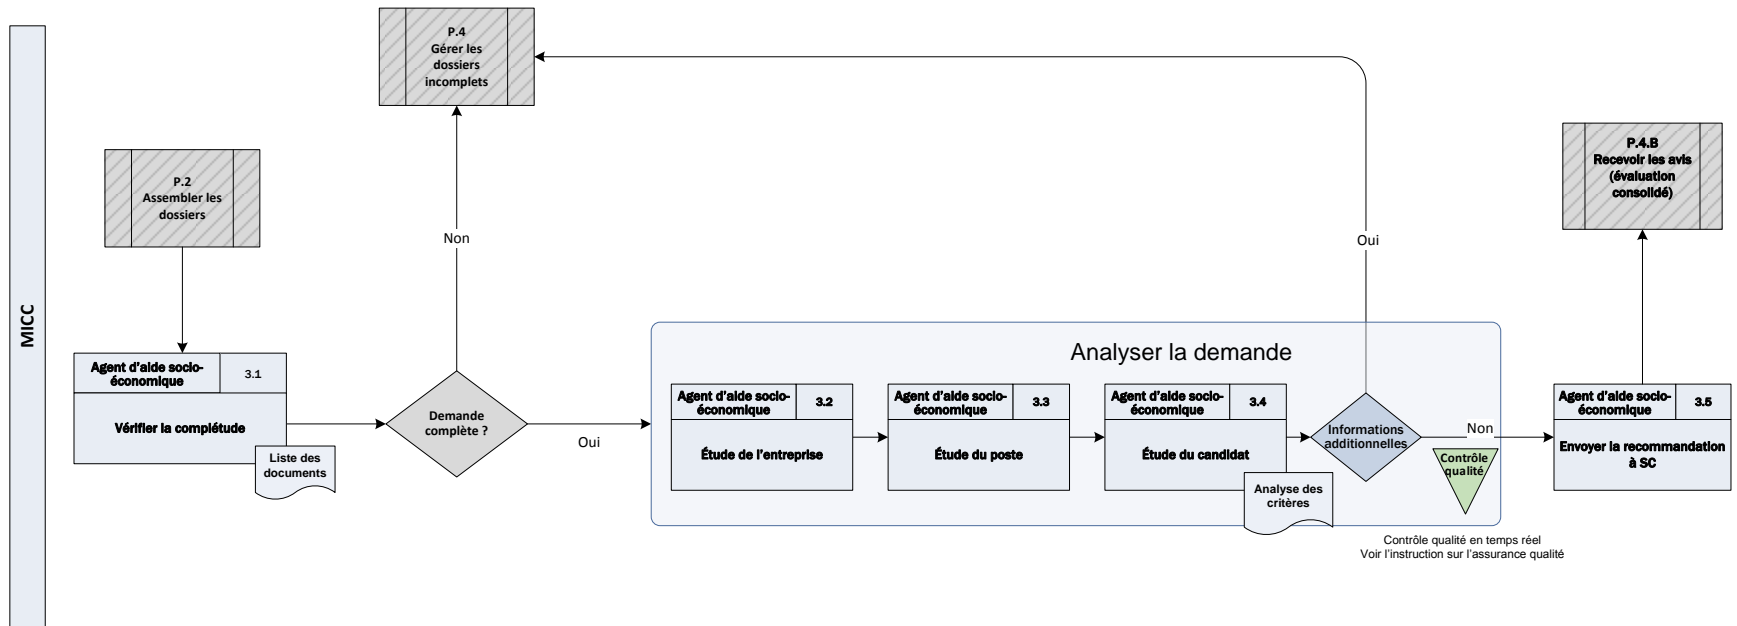 MICC
P.4
Gérer les
dossiers
incomplets
P.2
Assembler les
dossiers
P.4.B
Recevoir les avis
(évaluation
consolidé)
Non
Oui
Agent d'aide socio-
économique
3.1
Vérifier la complétude
Liste des
documents
Demande
complète ?
Oui
Analyser la demande
Agent d'aide socio-
économique
3.2
Étude de l'entreprise
Agent d'aide socio-
économique
3.3
Étude du poste
Agent d'aide socio-
économique
3.4
Étude du candidat
Analyse des
critères
Informations
additionnelles
Non
Contrôle
qualité
Agent d'aide socio-
économique
3.5
Envoyer la recommandation
à SC
Contrôle qualité en temps réel
Voir l'instruction sur l'assurance qualité